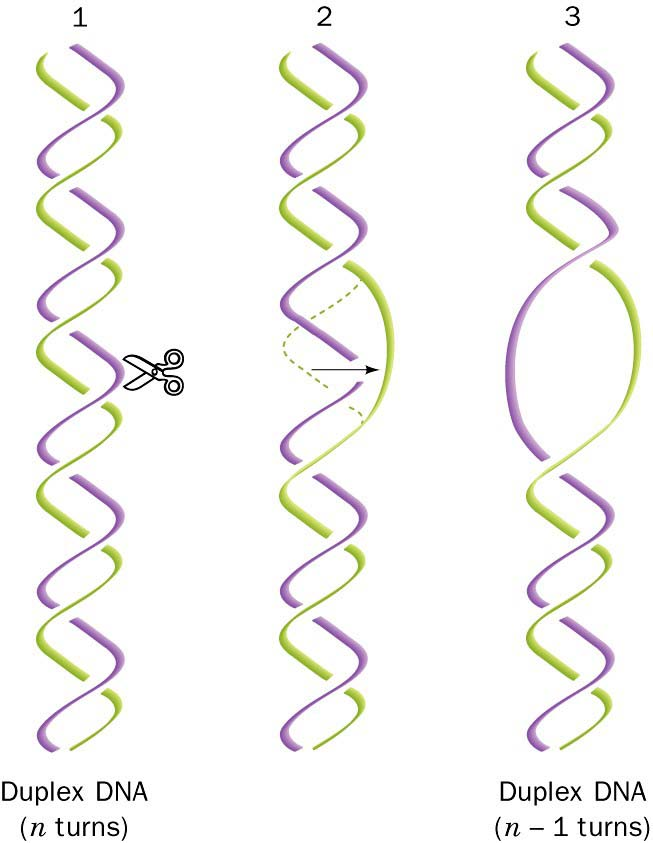 1 2 3
Duplex DNA
(n turns)
Duplex DNA
(n – 1 turns)